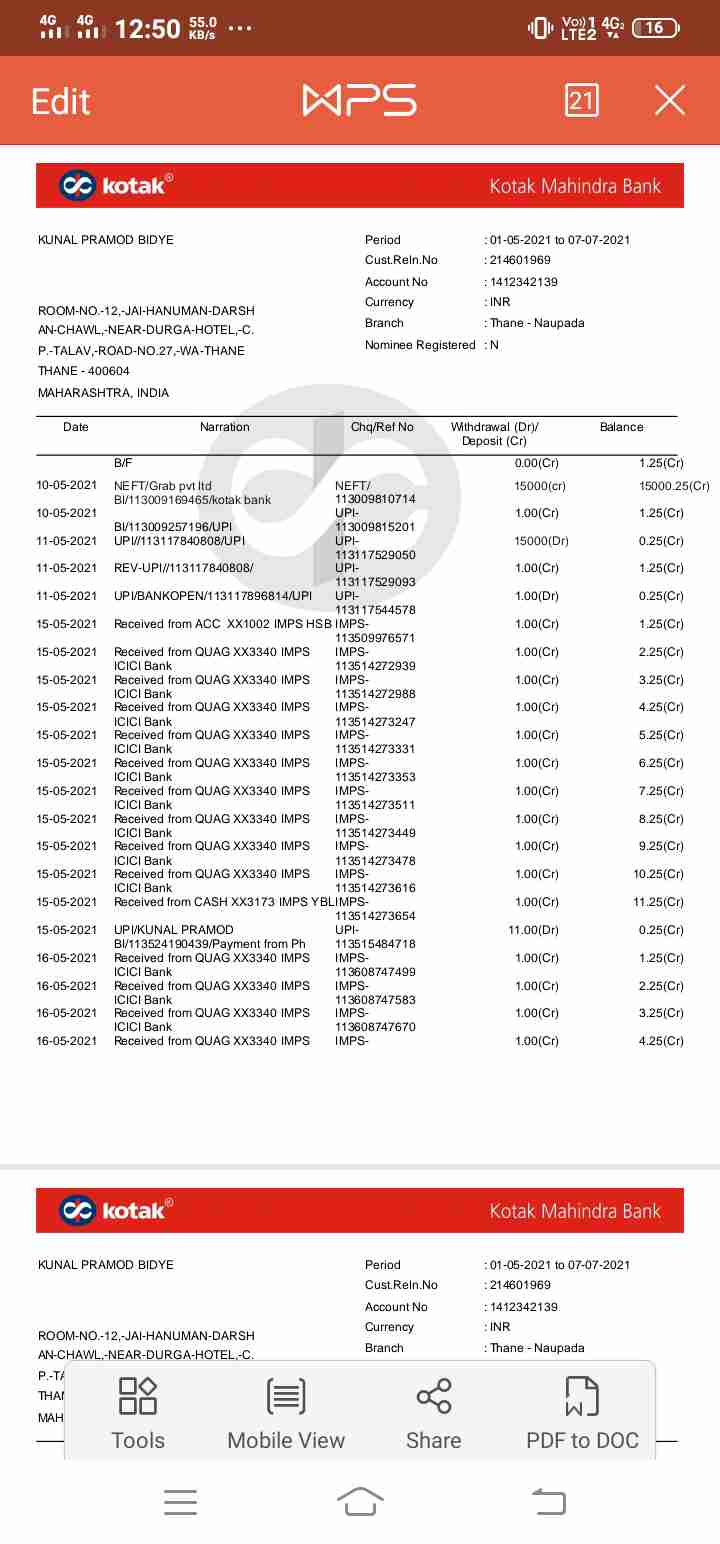 4G 4G 12:50 55.0 KB/s ... Vo) 1 LTE2 4G2 16
Edit WPS 21
kotak® Kotak Mahindra Bank
KUNAL PRAMOD BIDYE Period : 01-05-2021 to 07-07-2021
Cust.Reln.No : 214601969
Account No : 1412342139
Currency : INR
ROOM-NO.-12,-JAI-HANUMAN-DARSH
Branch : Thane - Naupada
AN-CHAWL,-NEAR-DURGA-HOTEL,-C.
Nominee Registered : N
P.-TALAV,-ROAD-NO.27,-WA-THANE
THANE - 400604
MAHARASHTRA, INDIA
Date Narration Chq/Ref No Withdrawal (Dr)/ Balance
Deposit (Cr)
B/F 0.00(Cr) 1.25(Cr)
10-05-2021 NEFT/Grab pvt ltd NEFT/ 15000(cr) 15000.25(Cr)
BI/113009169465/kotak bank 113009810714
10-05-2021 UPI- 1.00(Cr) 1.25(Cr)
BI/113009257196/UPI 113009815201
11-05-2021 UPI//113117840808/UPI UPI- 15000(Dr) 0.25(Cr)
113117529050
11-05-2021 REV-UPI//113117840808/ UPI- 1.00(Cr) 1.25(Cr)
113117529093
11-05-2021 UPI/BANKOPEN/113117896814/UPI UPI- 1.00(Dr) 0.25(Cr)
113117544578
15-05-2021 Received from ACC XX1002 IMPS HSB IMPS- 1.00(Cr) 1.25(Cr)
113509976571
15-05-2021 Received from QUAG XX3340 IMPS IMPS- 1.00(Cr) 2.25(Cr)
ICICI Bank 113514272939
15-05-2021 Received from QUAG XX3340 IMPS IMPS- 1.00(Cr) 3.25(Cr)
ICICI Bank 113514272988
15-05-2021 Received from QUAG XX3340 IMPS IMPS- 1.00(Cr) 4.25(Cr)
ICICI Bank 113514273247
15-05-2021 Received from QUAG XX3340 IMPS IMPS- 1.00(Cr) 5.25(Cr)
ICICI Bank 113514273331
15-05-2021 Received from QUAG XX3340 IMPS IMPS- 1.00(Cr) 6.25(Cr)
ICICI Bank 113514273353
15-05-2021 Received from QUAG XX3340 IMPS IMPS- 1.00(Cr) 7.25(Cr)
ICICI Bank 113514273511
15-05-2021 Received from QUAG XX3340 IMPS IMPS- 1.00(Cr) 8.25(Cr)
ICICI Bank 113514273449
15-05-2021 Received from QUAG XX3340 IMPS IMPS- 1.00(Cr) 9.25(Cr)
ICICI Bank 113514273478
15-05-2021 Received from QUAG XX3340 IMPS IMPS- 1.00(Cr) 10.25(Cr)
ICICI Bank 113514273616
15-05-2021 Received from CASH XX3173 IMPS YBLIMPS- 1.00(Cr) 11.25(Cr)
113514273654
15-05-2021 UPI/KUNAL PRAMOD UPI- 11.00(Dr) 0.25(Cr)
BI/113524190439/Payment from Ph 113515484718
16-05-2021 Received from QUAG XX3340 IMPS IMPS- 1.00(Cr) 1.25(Cr)
ICICI Bank 113608747499
16-05-2021 Received from QUAG XX3340 IMPS IMPS- 1.00(Cr) 2.25(Cr)
ICICI Bank 113608747583
16-05-2021 Received from QUAG XX3340 IMPS IMPS- 1.00(Cr) 3.25(Cr)
ICICI Bank 113608747670
16-05-2021 Received from QUAG XX3340 IMPS IMPS- 1.00(Cr) 4.25(Cr)
kotak® Kotak Mahindra Bank
KUNAL PRAMOD BIDYE Period : 01-05-2021 to 07-07-2021
Cust.Reln.No : 214601969
Account No : 1412342139
Currency : INR
ROOM-NO.-12,-JAI-HANUMAN-DARSH
Branch : Thane - Naupada
AN-CHAWL,-NEAR-DURGA-HOTEL,-C.
P.-TA
THAN
MAH
Tools Mobile View Share PDF to DOC